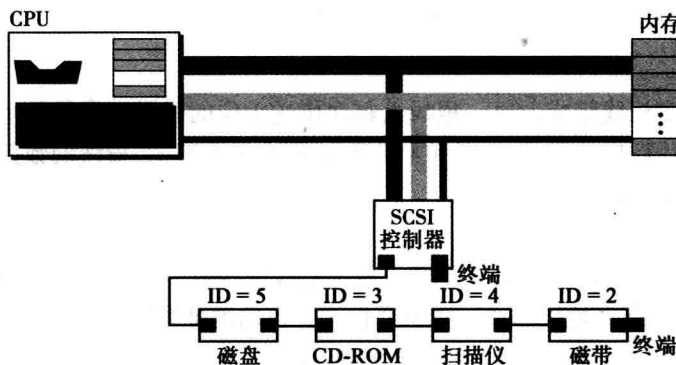 CPU
内存
SCSI
控制器
终端
ID = 5
ID = 3
ID = 4
ID = 2
磁盘
CD-ROM
扫描仪
磁带
终端